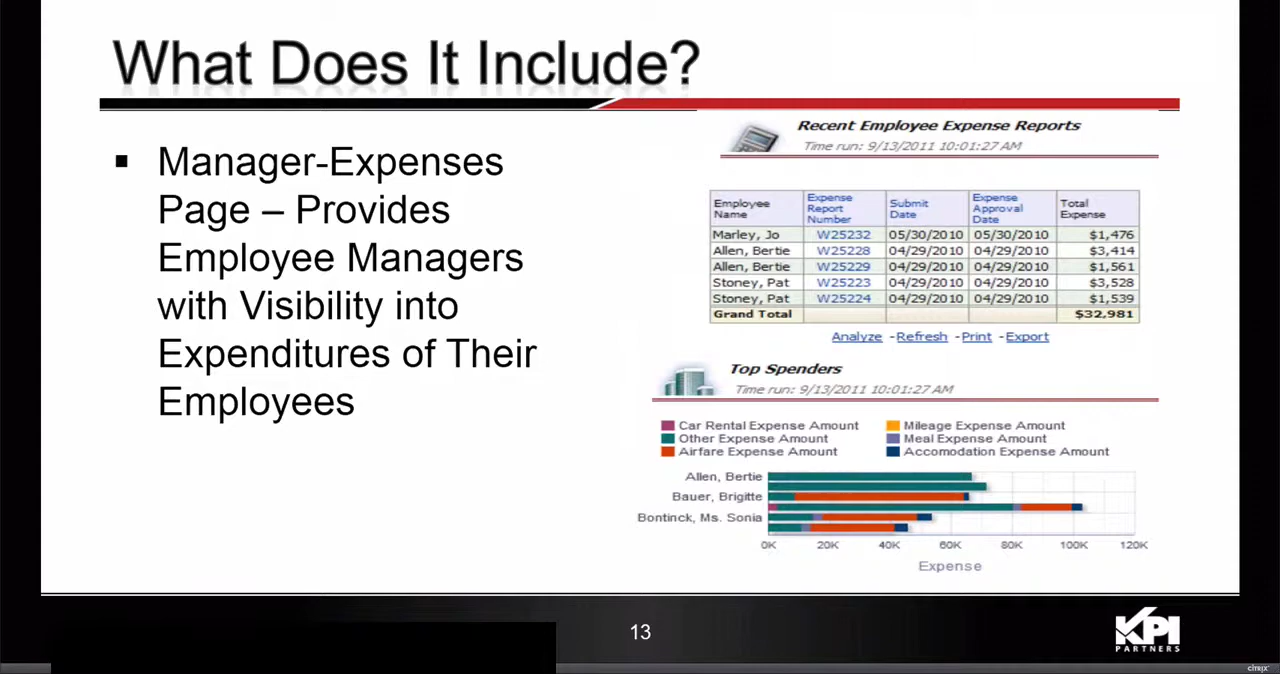 What Does It Include?
▪ Manager-Expenses
Page – Provides
Employee Managers
with Visibility into
Expenditures of Their
Employees
Recent Employee Expense Reports
Time run: 9/13/2011 10:01:27 AM
Employee Name Expense Report Number Submit Date Expense Approval Date Total Expense
Marley, Jo W25232 05/30/2010 05/30/2010 $1,476
Allen, Bertie W25228 04/29/2010 04/29/2010 $3,414
Allen, Bertie W25229 04/29/2010 04/29/2010 $1,561
Stoney, Pat W25223 04/29/2010 04/29/2010 $3,528
Stoney, Pat W25224 04/29/2010 04/29/2010 $1,539
Grand Total $32,981
Analyze - Refresh - Print - Export
Top Spenders
Time run: 9/13/2011 10:01:27 AM
Car Rental Expense Amount Mileage Expense Amount
Other Expense Amount Meal Expense Amount
Airfare Expense Amount Accomodation Expense Amount
Allen, Bertie
Bauer, Brigitte
Bontinck, Ms. Sonia
0K 20K 40K 60K 80K 100K 120K
Expense
13
KPI
PARTNERS
citrix